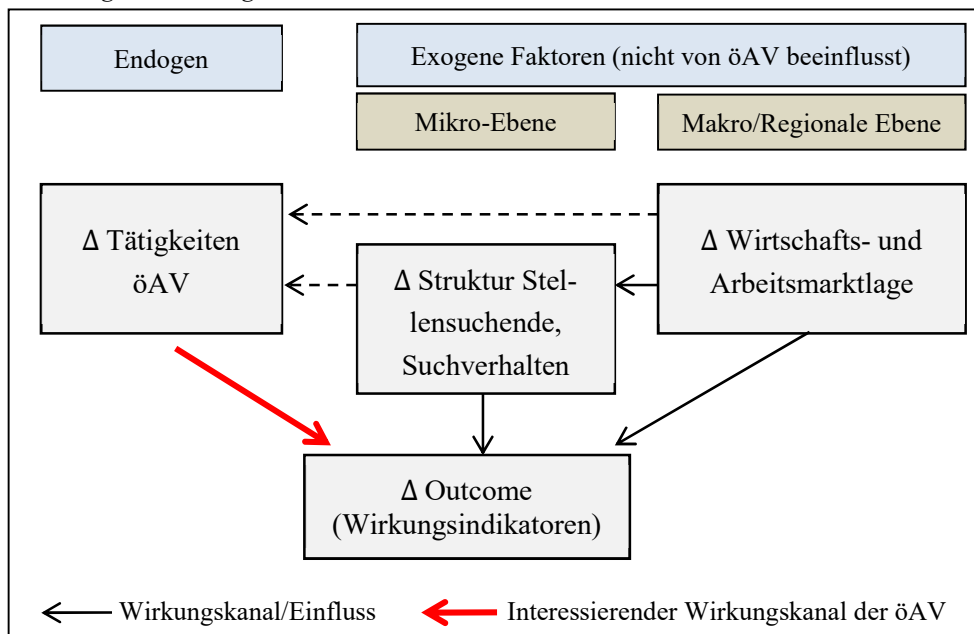 Endogen
Exogene Faktoren (nicht von öAV beeinflusst)
Mikro-Ebene
Makro/Regionale Ebene
Δ Tätigkeiten
öAV
Δ Struktur Stel-
lensuchende,
Suchverhalten
Δ Wirtschafts- und
Arbeitsmarktlage
Δ Outcome
(Wirkungsindikatoren)
Wirkungskanal/Einfluss
Interessierender Wirkungskanal der öAV